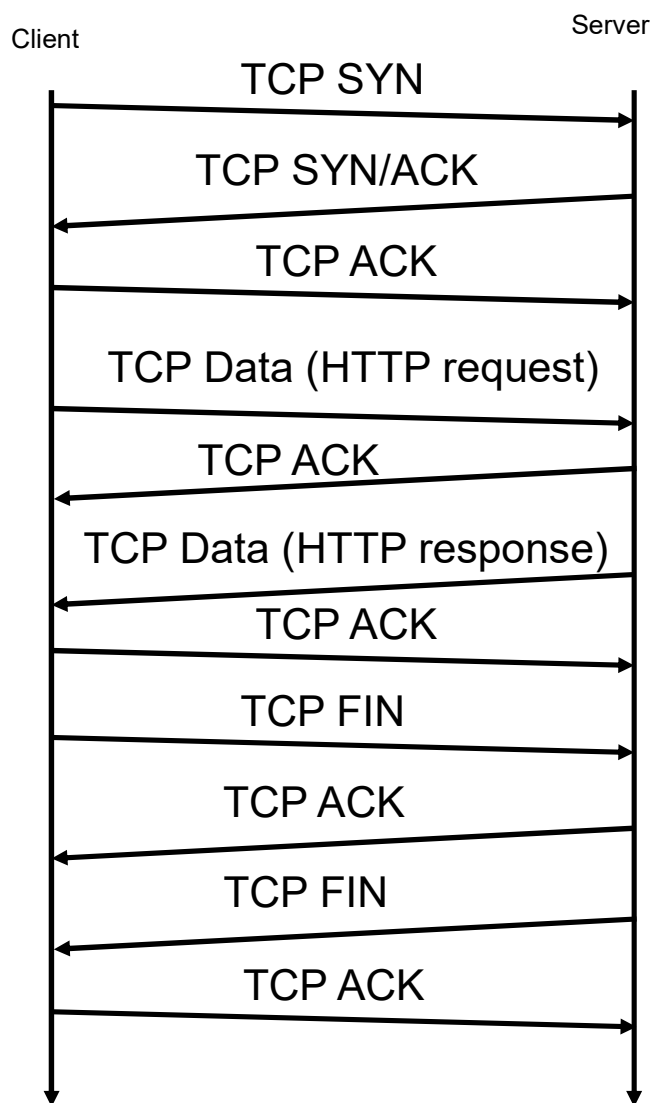 Client
Server
TCP SYN
TCP SYN/ACK
TCP ACK
TCP Data (HTTP request)
TCP ACK
TCP Data (HTTP response)
TCP ACK
TCP FIN
TCP ACK
TCP FIN
TCP ACK